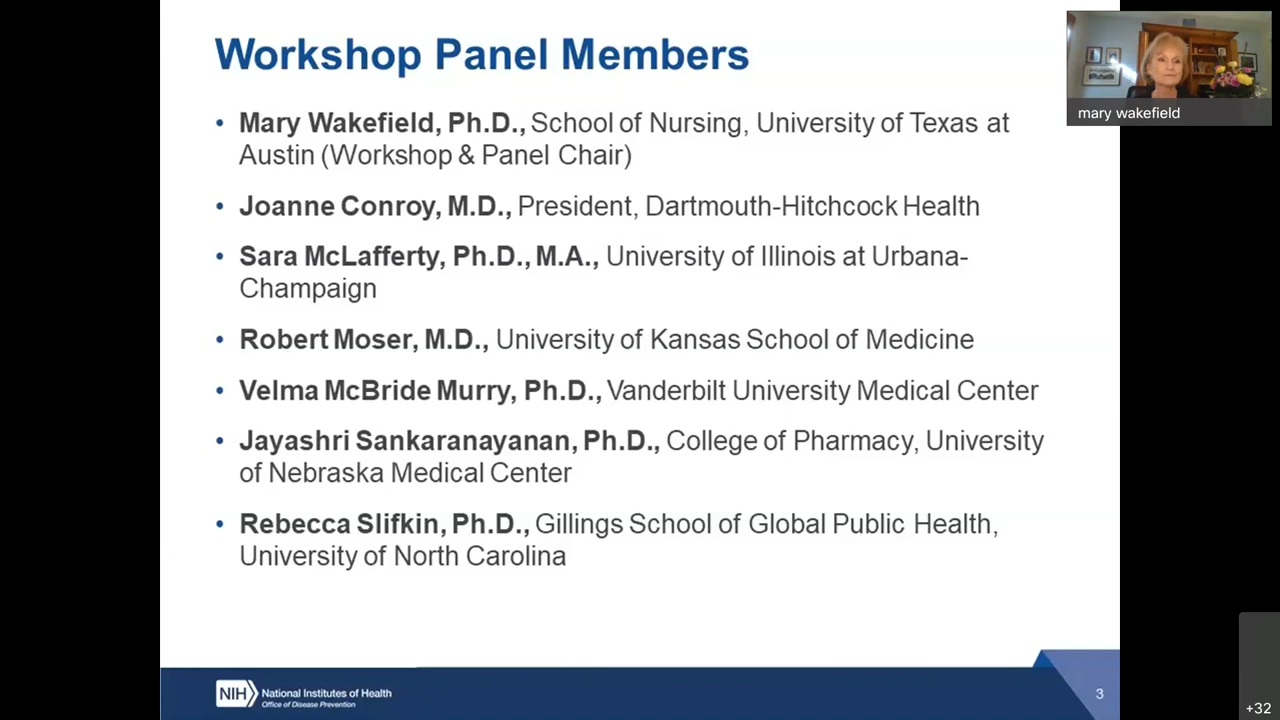 Workshop Panel Members
mary wakefield
• Mary Wakefield, Ph.D., School of Nursing, University of Texas at
Austin (Workshop & Panel Chair)
• Joanne Conroy, M.D., President, Dartmouth-Hitchcock Health
• Sara McLafferty, Ph.D., M.A., University of Illinois at Urbana-
Champaign
• Robert Moser, M.D., University of Kansas School of Medicine
• Velma McBride Murry, Ph.D., Vanderbilt University Medical Center
• Jayashri Sankaranayanan, Ph.D., College of Pharmacy, University
of Nebraska Medical Center
• Rebecca Slifkin, Ph.D., Gillings School of Global Public Health,
University of North Carolina
NIH National Institutes of Health
Office of Disease Prevention
3
+32